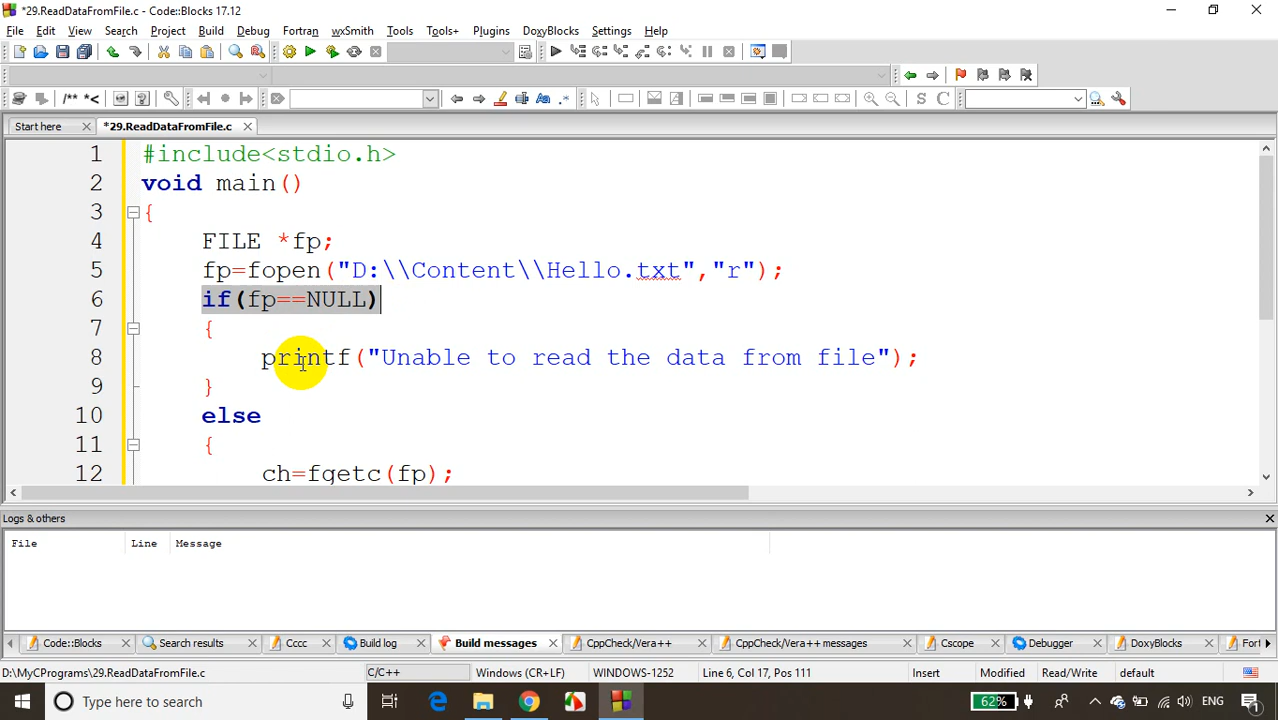 *29.ReadDataFromFile.c - Code::Blocks 17.12
File Edit View Search Project Build Debug Fortran wxSmith Tools Tools+ Plugins DoxyBlocks Settings Help
/** *<
S C
Start here
*29.ReadDataFromFile.c
1 #include<stdio.h>
2 void main()
3 {
4 FILE *fp;
5 fp=fopen("D:\\Content\\Hello.txt","r");
6 if(fp==NULL)
7 {
8 printf("Unable to read the data from file");
9 }
10 else
11 {
12 ch=fgetc(fp);
Logs & others
File Line Message
Code::Blocks Search results Cccc Build log Build messages CppCheck/Vera++ CppCheck/Vera++ messages Cscope Debugger DoxyBlocks Fort
D:\MyCPrograms\29.ReadDataFromFile.c C/C++ Windows (CR+LF) WINDOWS-1252 Line 6, Col 17, Pos 111 Insert Modified Read/Write default
Type here to search
62%
ENG